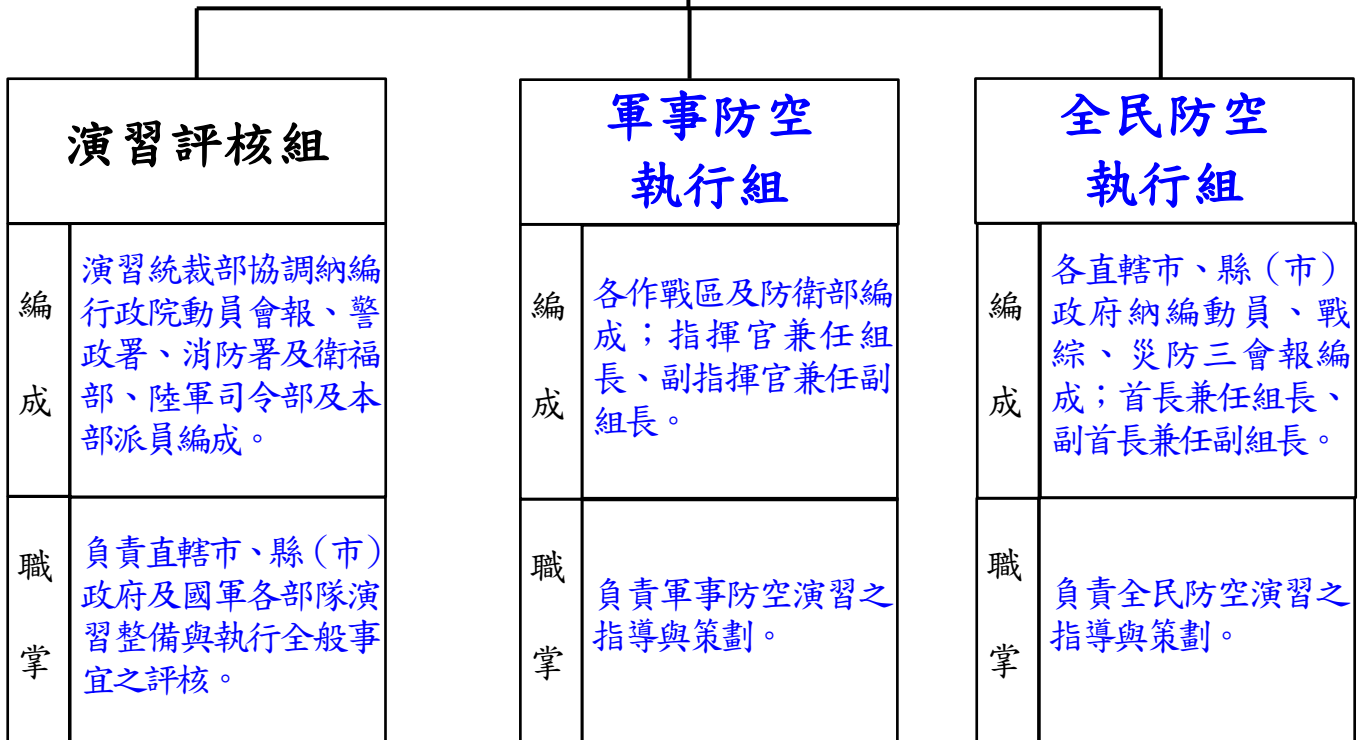 演習評核組
編
成
演習統裁部協調納編
行政院動員會報、警
政署、消防署及衛福
部、陸軍司令部及本
部派員編成。
職
掌
負責直轄市、縣（市）
政府及國軍各部隊演
習整備與執行全般事
宜之評核。
軍事防空
執行組
編
成
各作戰區及防衛部編
成；指揮官兼任組
長、副指揮官兼任副
組長。
職
掌
負責軍事防空演習之
指導與策劃。
全民防空
執行組
編
成
各直轄市、縣（市）
政府納編動員、戰
綜、災防三會報編
成；首長兼任組長、
副首長兼任副組長。
職
掌
負責全民防空演習之
指導與策劃。